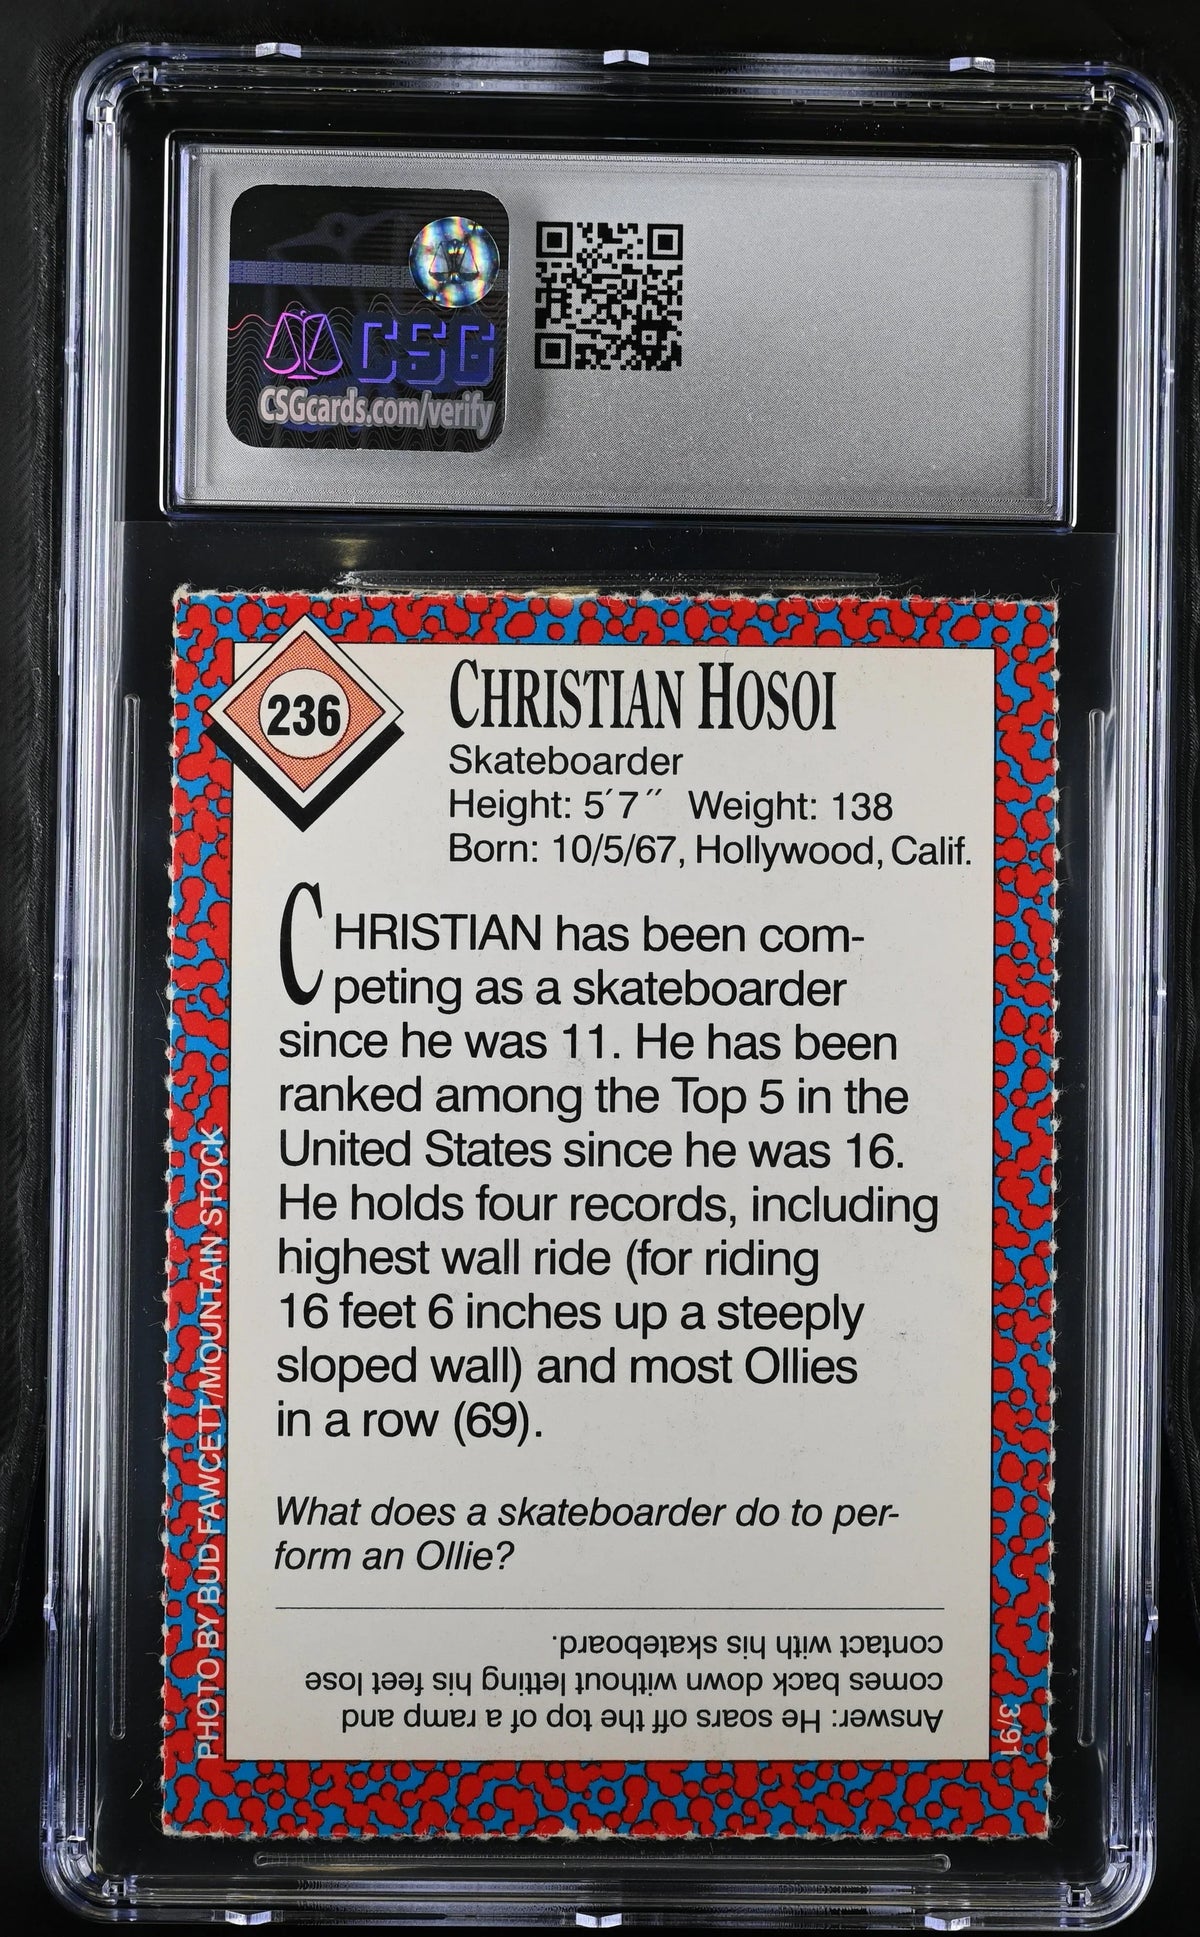 CSG
CSGcards.com/verify
236
CHRISTIAN HOSOI
Skateboarder
Height: 5´7˝ Weight: 138
Born: 10/5/67, Hollywood, Calif.
CHRISTIAN has been com-
peting as a skateboarder
since he was 11. He has been
ranked among the Top 5 in the
United States since he was 16.
He holds four records, including
highest wall ride (for riding
16 feet 6 inches up a steeply
sloped wall) and most Ollies
in a row (69).
What does a skateboarder do to per-
form an Ollie?
Answer: He soars off the top of a ramp and
comes back down without letting his feet lose
contact with his skateboard.
PHOTO BY BUD FAWCETT/MOUNTAIN STOCK
3/91